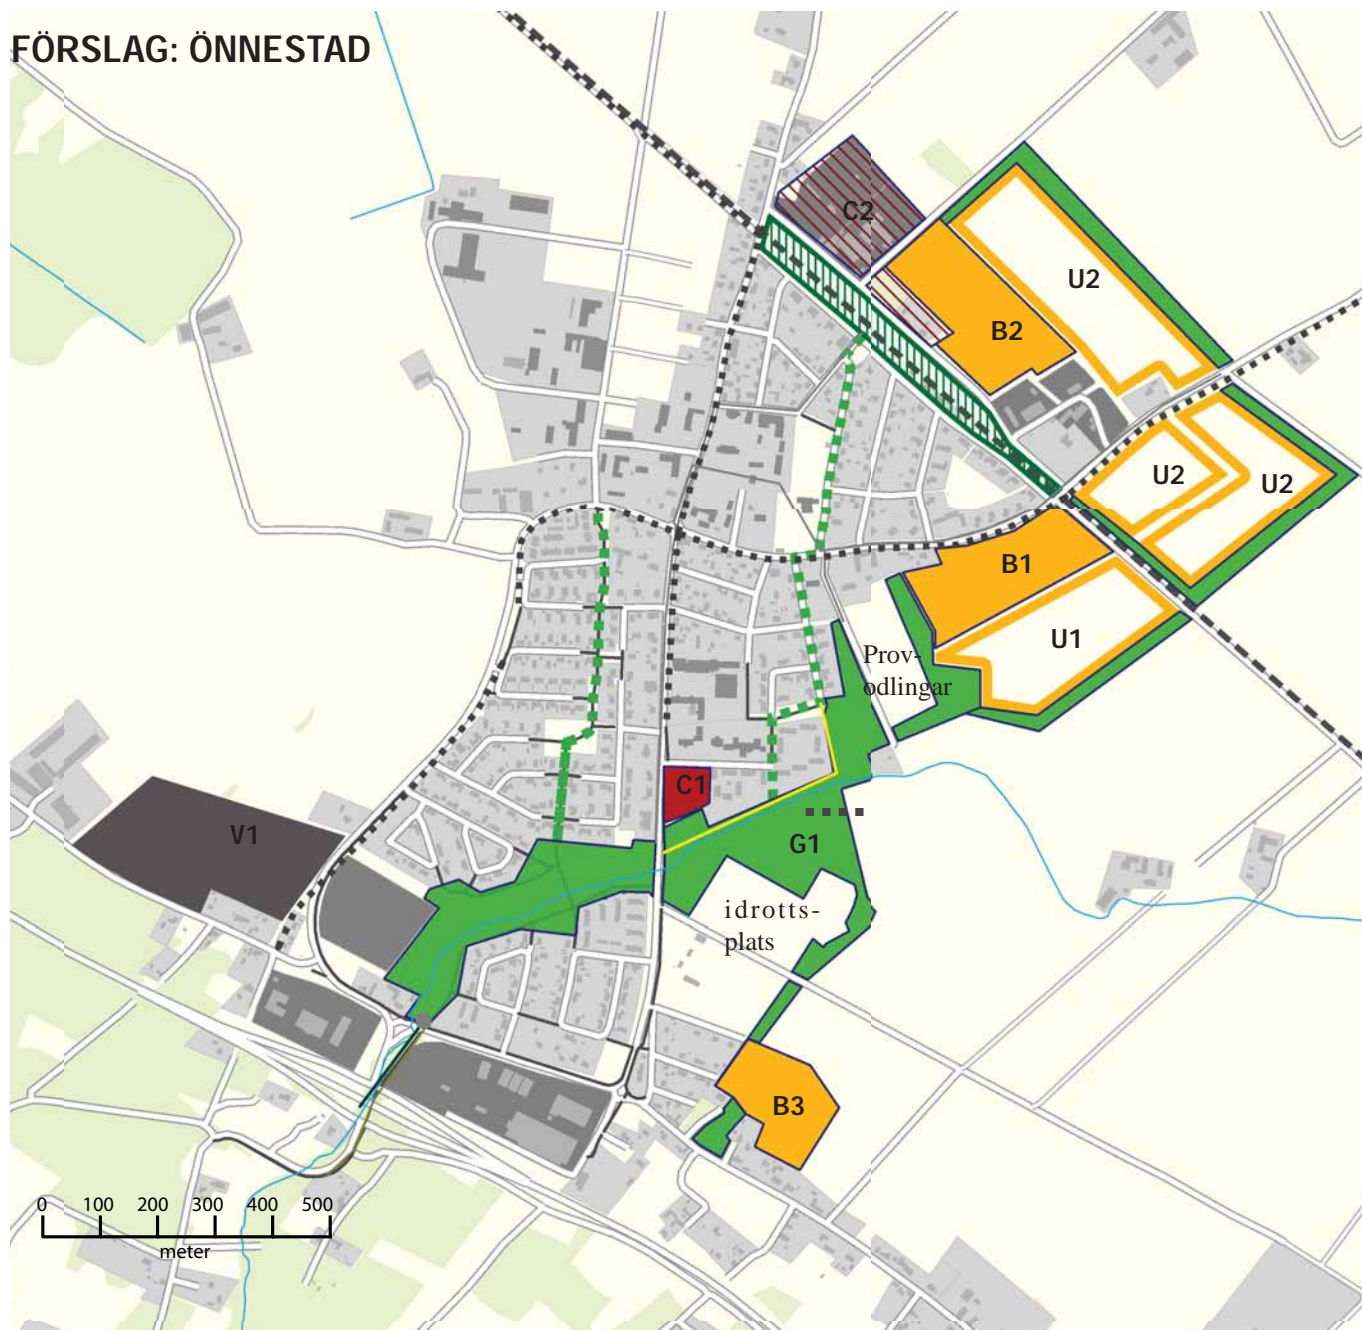 FÖRSLAG: ÖNNESTAD
C2
U2
B2
U2
U2
B1
U1
Prov-
odlingar
C1
V1
G1
idrotts-
plats
B3
0 100 200 300 400 500
meter